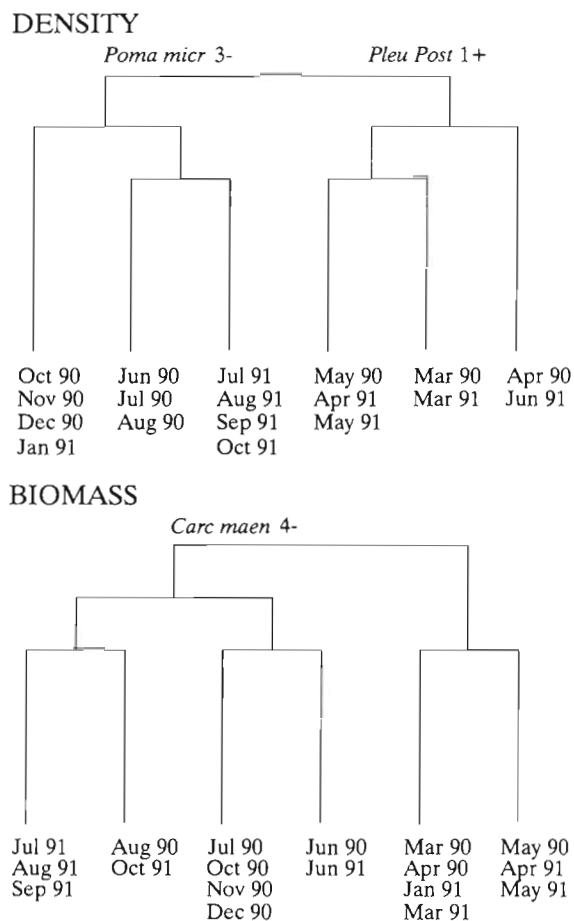 DENSITY
Poma micr 3- Pleu Post 1+
Oct 90 Jun 90 Jul 91 May 90 Mar 90 Apr 90
Nov 90 Jul 90 Aug 91 Apr 91 Mar 91 Jun 91
Dec 90 Aug 90 Sep 91 May 91
Jan 91 Oct 91
BIOMASS
Carc maen 4-
Jul 91 Aug 90 Jul 90 Jun 90 Mar 90 May 90
Aug 91 Oct 91 Oct 90 Jun 91 Apr 90 Apr 91
Sep 91 Nov 90 Jan 91 May 91
Dec 90 Mar 91